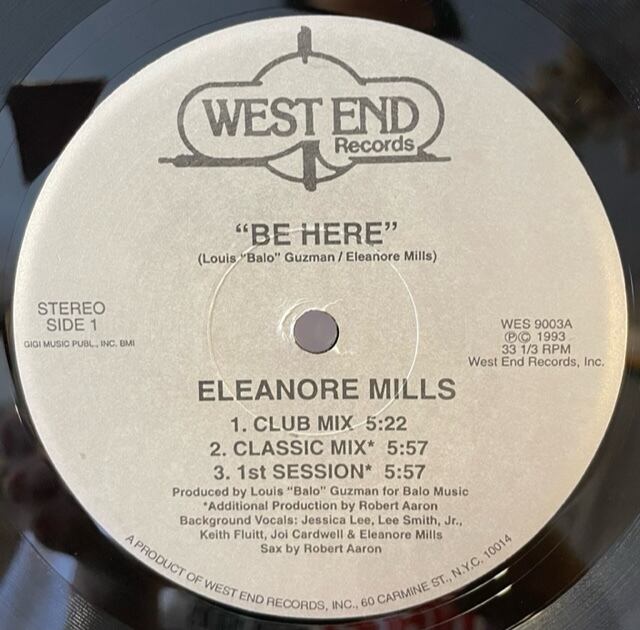 WEST END
Records
“BE HERE”
(Louis “Balo” Guzman / Eleanore Mills)
STEREO
SIDE 1
GIGI MUSIC PUBL., INC. BMI
WES 9003A
ⓅⒸ 1993
33 1/3 RPM
West End Records, Inc.
ELEANORE MILLS
1. CLUB MIX 5:22
2. CLASSIC MIX* 5:57
3. 1st SESSION* 5:57
Produced by Louis “Balo” Guzman for Balo Music
*Additional Production by Robert Aaron
Background Vocals: Jessica Lee, Lee Smith, Jr.,
Keith Fluitt, Joi Cardwell & Eleanore Mills
Sax by Robert Aaron
A PRODUCT OF WEST END RECORDS, INC., 60 CARMINE ST., N.Y.C. 10014